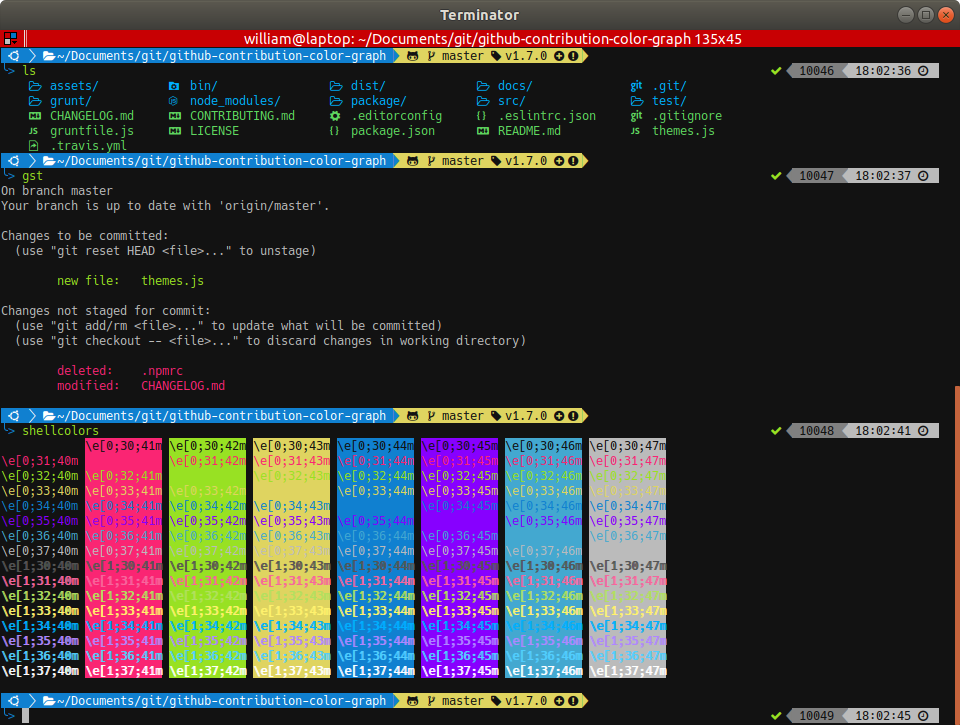 Terminator
william@laptop: ~/Documents/git/github-contribution-color-graph 135x45
~/Documents/git/github-contribution-color-graph master v1.7.0
ls 10046 18:02:36
assets/ bin/ dist/ docs/ .git/
grunt/ node_modules/ package/ src/ test/
CHANGELOG.md CONTRIBUTING.md .editorconfig .eslintrc.json .gitignore
gruntfile.js LICENSE package.json README.md themes.js
.travis.yml
~/Documents/git/github-contribution-color-graph master v1.7.0
gst 10047 18:02:37
On branch master
Your branch is up to date with 'origin/master'.
Changes to be committed:
(use "git reset HEAD <file>..." to unstage)
new file: themes.js
Changes not staged for commit:
(use "git add/rm <file>..." to update what will be committed)
(use "git checkout -- <file>..." to discard changes in working directory)
deleted: .npmrc
modified: CHANGELOG.md
~/Documents/git/github-contribution-color-graph master v1.7.0
shellcolors 10048 18:02:41
\e[0;30;41m \e[0;30;42m \e[0;30;43m \e[0;30;44m \e[0;30;45m \e[0;30;46m \e[0;30;47m
\e[0;31;40m \e[0;31;42m \e[0;31;43m \e[0;31;44m \e[0;31;45m \e[0;31;46m \e[0;31;47m
\e[0;32;40m \e[0;32;41m \e[0;32;43m \e[0;32;44m \e[0;32;45m \e[0;32;46m \e[0;32;47m
\e[0;33;40m \e[0;33;41m \e[0;33;42m \e[0;33;44m \e[0;33;45m \e[0;33;46m \e[0;33;47m
\e[0;34;40m \e[0;34;41m \e[0;34;42m \e[0;34;43m \e[0;34;45m \e[0;34;46m \e[0;34;47m
\e[0;35;40m \e[0;35;41m \e[0;35;42m \e[0;35;43m \e[0;35;44m \e[0;35;46m \e[0;35;47m
\e[0;36;40m \e[0;36;41m \e[0;36;42m \e[0;36;43m \e[0;36;44m \e[0;36;45m \e[0;36;47m
\e[0;37;40m \e[0;37;41m \e[0;37;42m \e[0;37;43m \e[0;37;44m \e[0;37;45m \e[0;37;46m
\e[1;30;40m \e[1;30;41m \e[1;30;42m \e[1;30;43m \e[1;30;44m \e[1;30;45m \e[1;30;46m \e[1;30;47m
\e[1;31;40m \e[1;31;41m \e[1;31;42m \e[1;31;43m \e[1;31;44m \e[1;31;45m \e[1;31;46m \e[1;31;47m
\e[1;32;40m \e[1;32;41m \e[1;32;42m \e[1;32;43m \e[1;32;44m \e[1;32;45m \e[1;32;46m \e[1;32;47m
\e[1;33;40m \e[1;33;41m \e[1;33;42m \e[1;33;43m \e[1;33;44m \e[1;33;45m \e[1;33;46m \e[1;33;47m
\e[1;34;40m \e[1;34;41m \e[1;34;42m \e[1;34;43m \e[1;34;44m \e[1;34;45m \e[1;34;46m \e[1;34;47m
\e[1;35;40m \e[1;35;41m \e[1;35;42m \e[1;35;43m \e[1;35;44m \e[1;35;45m \e[1;35;46m \e[1;35;47m
\e[1;36;40m \e[1;36;41m \e[1;36;42m \e[1;36;43m \e[1;36;44m \e[1;36;45m \e[1;36;46m \e[1;36;47m
\e[1;37;40m \e[1;37;41m \e[1;37;42m \e[1;37;43m \e[1;37;44m \e[1;37;45m \e[1;37;46m \e[1;37;47m
~/Documents/git/github-contribution-color-graph master v1.7.0
10049 18:02:45